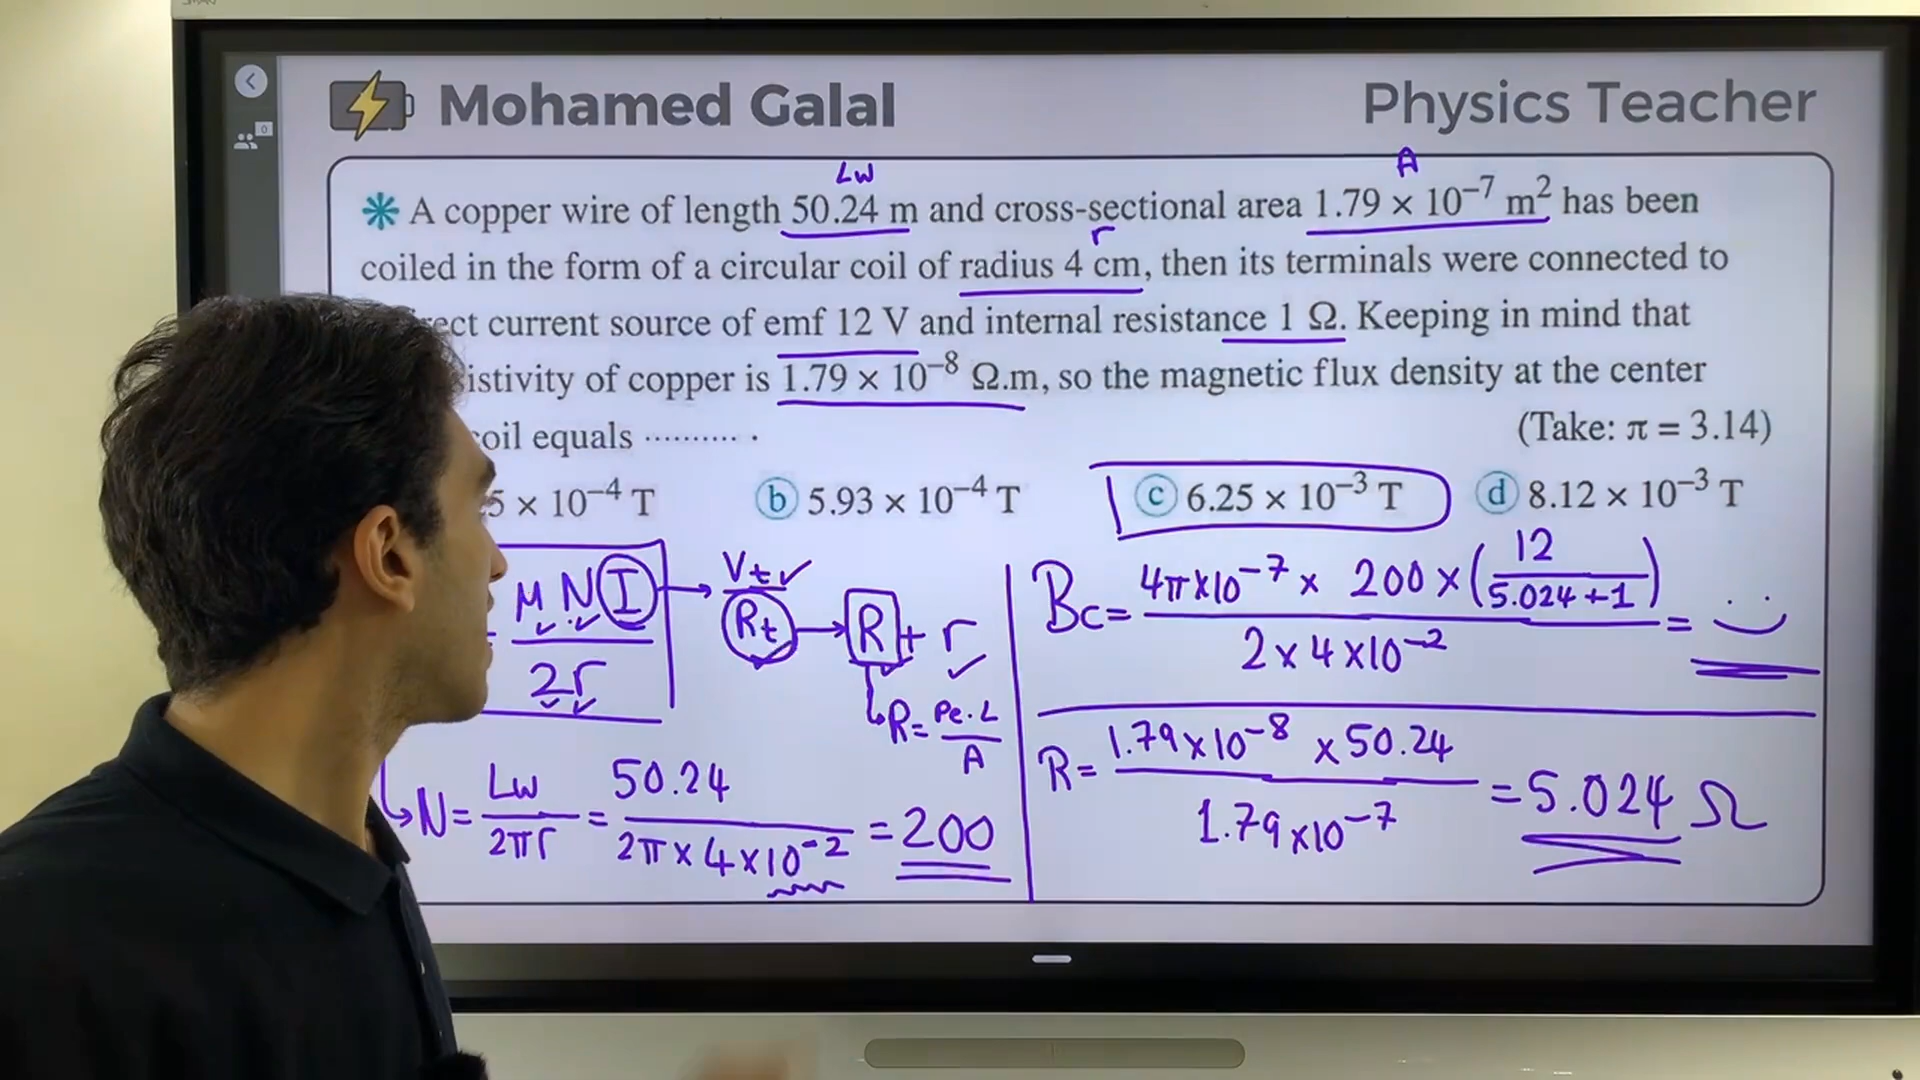 Mohamed Galal
Physics Teacher
0
Lw
A
A copper wire of length 50.24 m and cross-sectional area 1.79 × 10⁻⁷ m² has been
r
coiled in the form of a circular coil of radius 4 cm, then its terminals were connected to
rect current source of emf 12 V and internal resistance 1 Ω. Keeping in mind that
istivity of copper is 1.79 × 10⁻⁸ Ω.m, so the magnetic flux density at the center
oil equals .......... .
(Take: π = 3.14)
5 × 10⁻⁴ T
b 5.93 × 10⁻⁴ T
c 6.25 × 10⁻³ T
d 8.12 × 10⁻³ T
μNI / 2r
Vt / Rt → R + r
R = ρe.L / A
N = Lw / 2πr = 50.24 / 2π × 4 × 10⁻² = 200
Bc = 4π×10⁻⁷ × 200 × (12 / 5.024+1) / 2 × 4 × 10⁻² =
R = 1.79×10⁻⁸ × 50.24 / 1.79×10⁻⁷ = 5.024 Ω